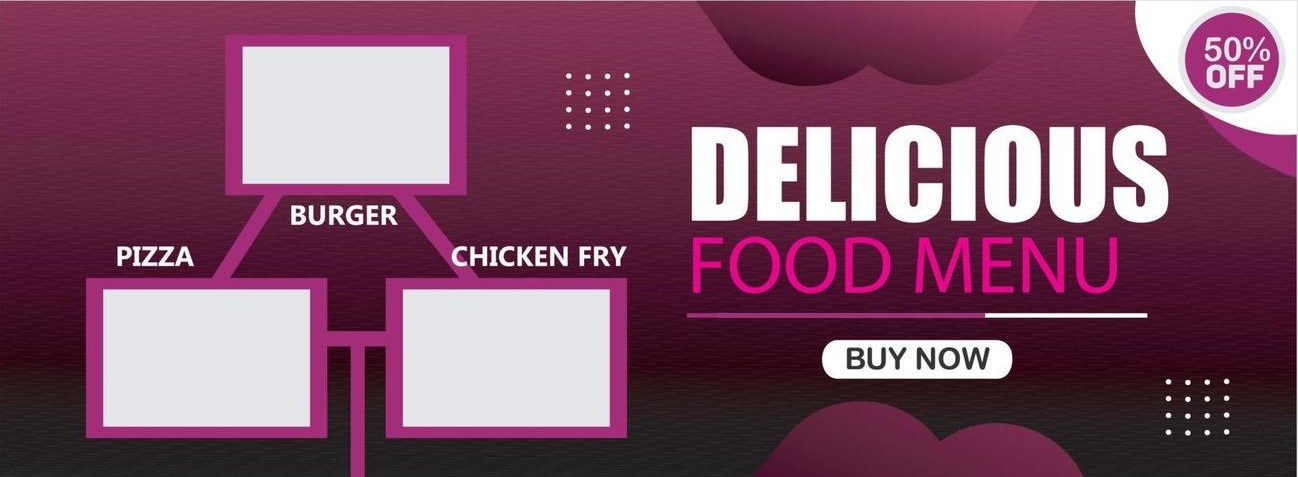 BURGER
PIZZA
CHICKEN FRY
50%
OFF
DELICIOUS
FOOD MENU
BUY NOW